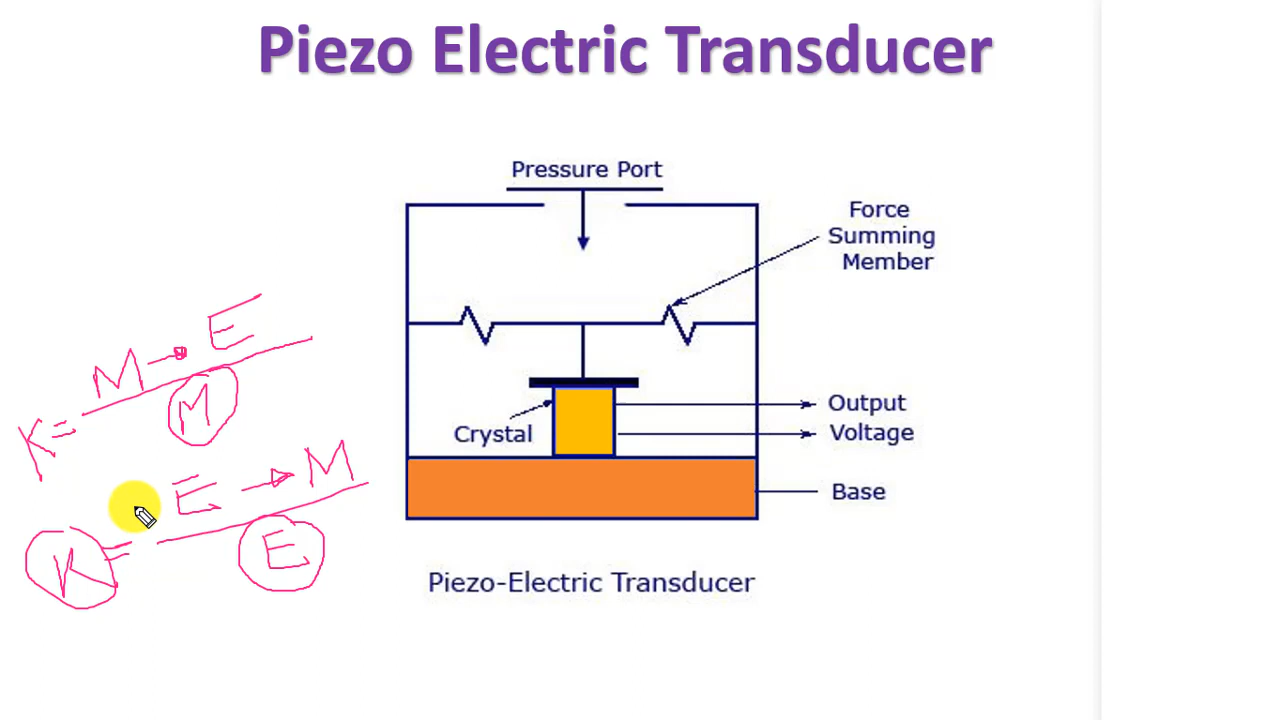 Piezo Electric Transducer
Pressure Port
Force
Summing
Member
M → E
K =
M
Crystal
Output
Voltage
E → M
K =
E
Base
Piezo-Electric Transducer